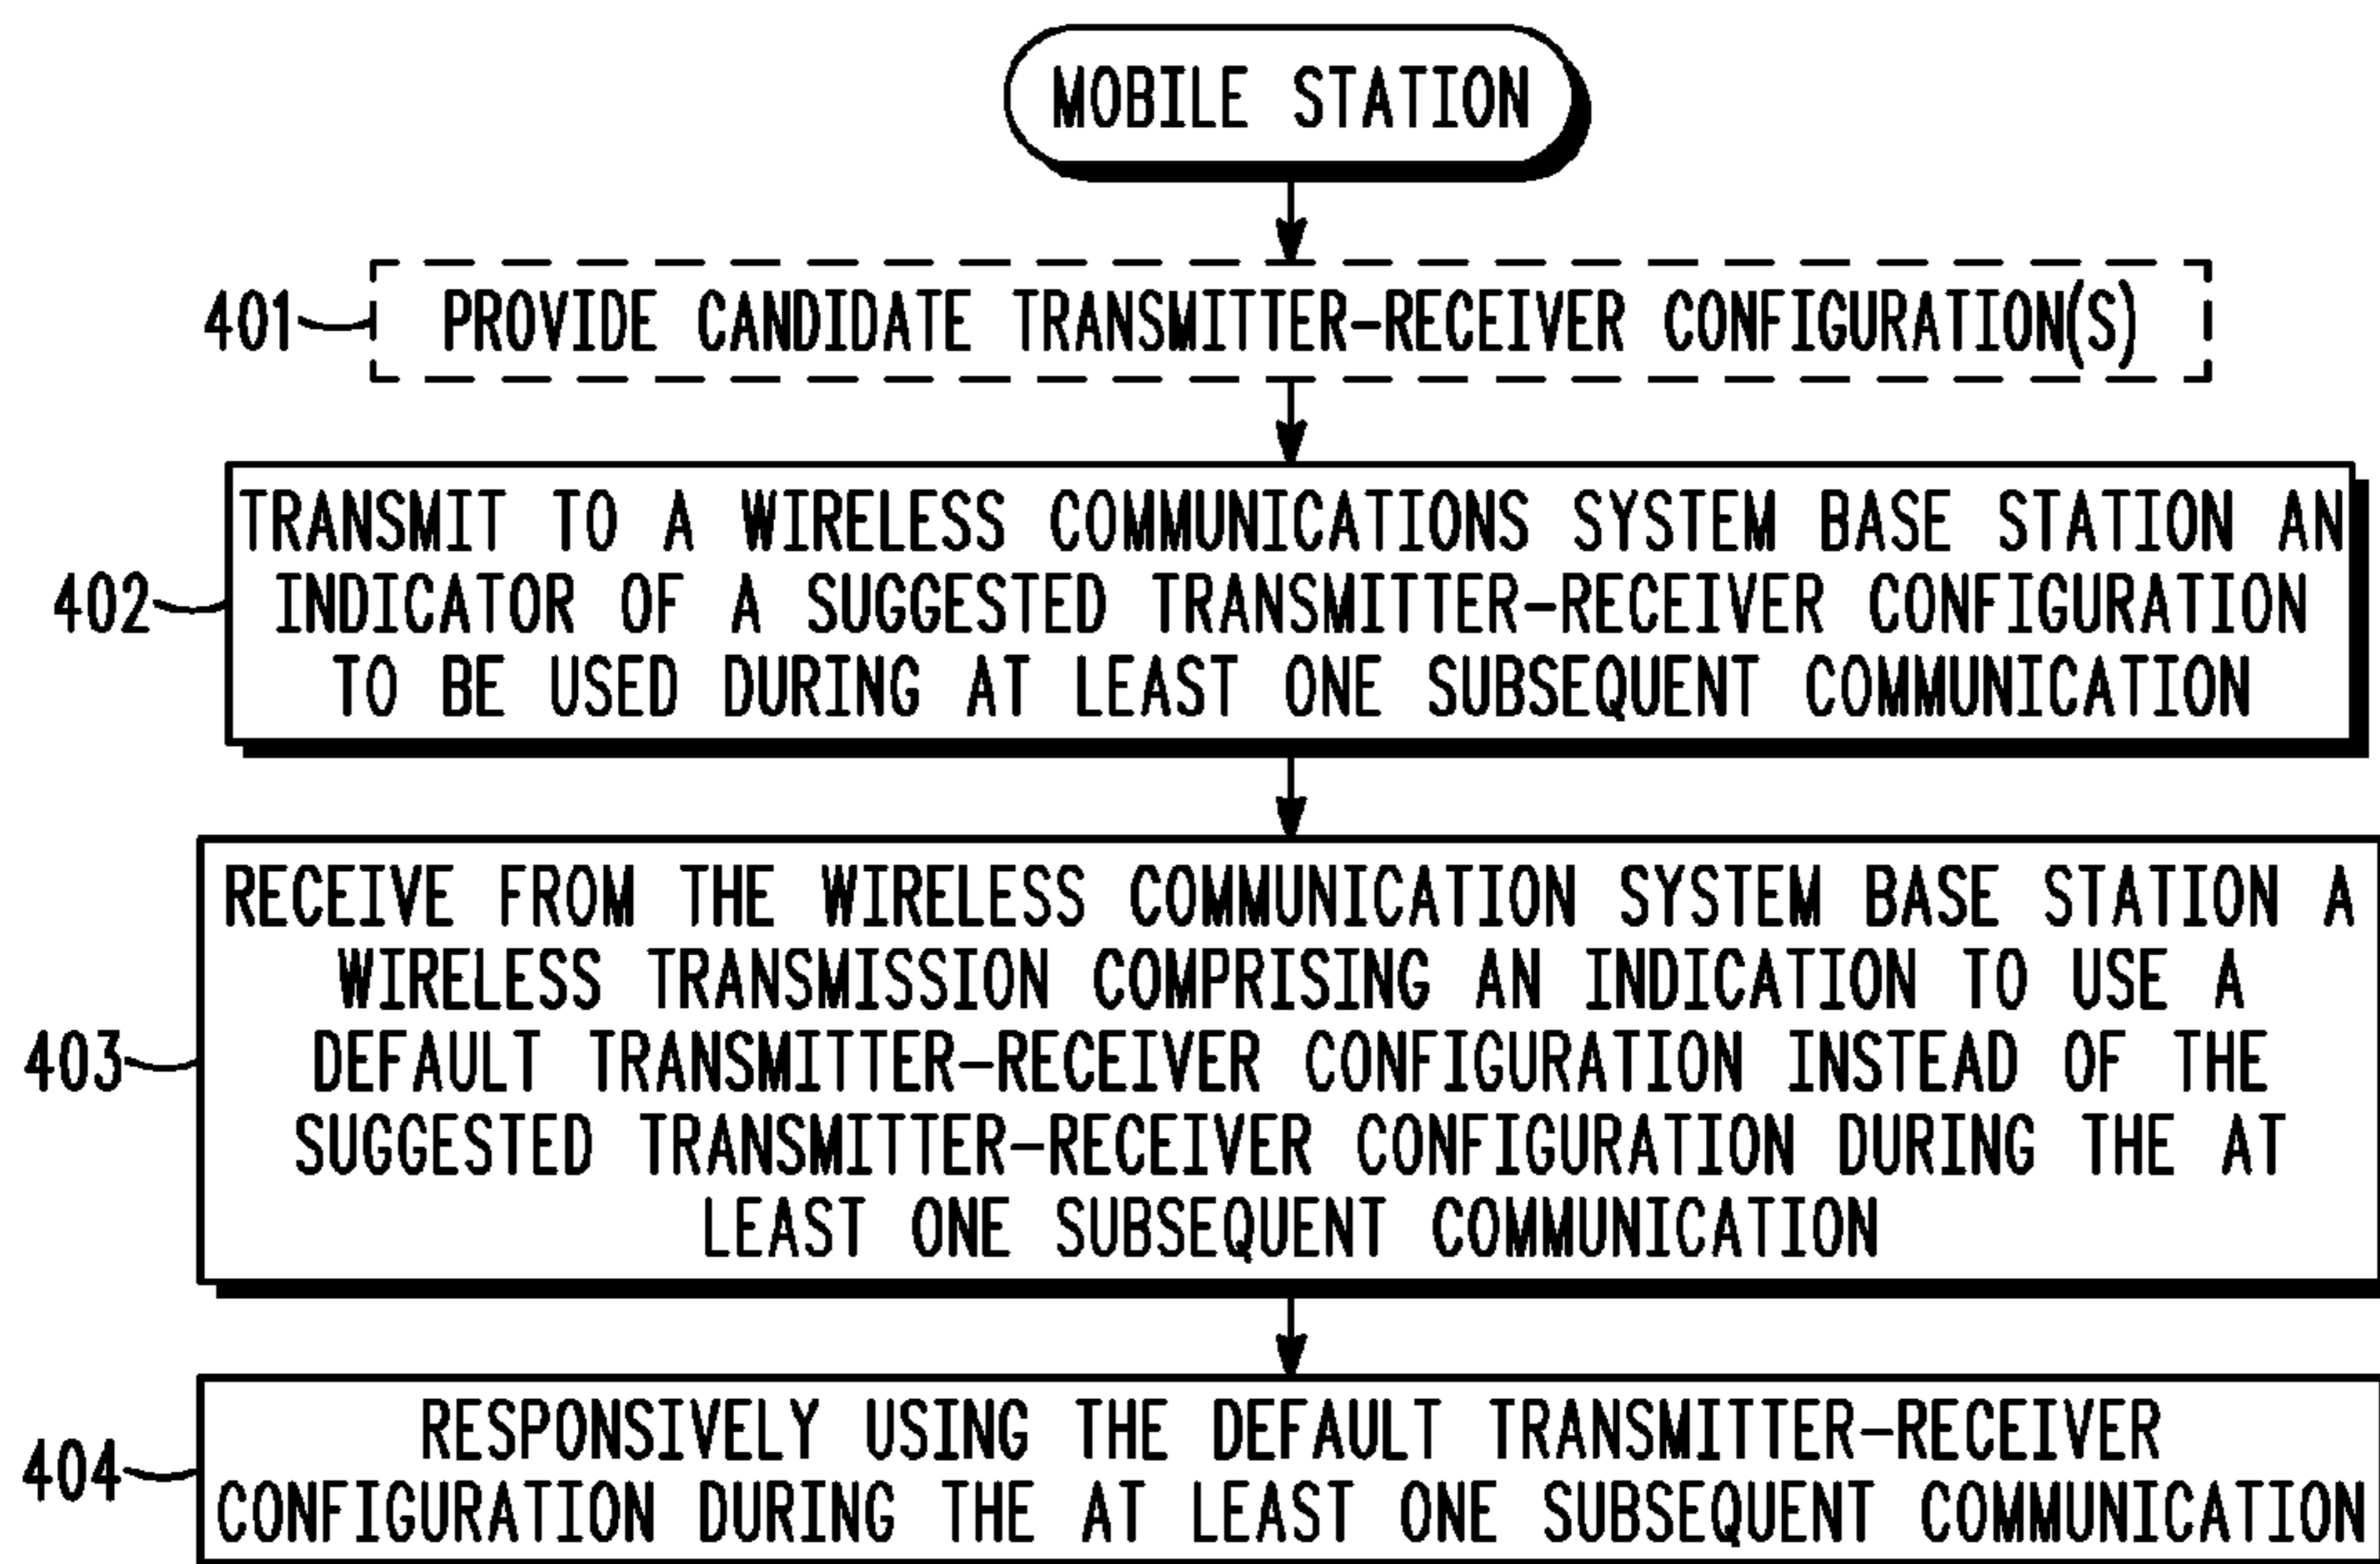 MOBILE STATION
401
PROVIDE CANDIDATE TRANSMITTER-RECEIVER CONFIGURATION(S)
402
TRANSMIT TO A WIRELESS COMMUNICATIONS SYSTEM BASE STATION AN
INDICATOR OF A SUGGESTED TRANSMITTER-RECEIVER CONFIGURATION
TO BE USED DURING AT LEAST ONE SUBSEQUENT COMMUNICATION
403
RECEIVE FROM THE WIRELESS COMMUNICATION SYSTEM BASE STATION A
WIRELESS TRANSMISSION COMPRISING AN INDICATION TO USE A
DEFAULT TRANSMITTER-RECEIVER CONFIGURATION INSTEAD OF THE
SUGGESTED TRANSMITTER-RECEIVER CONFIGURATION DURING THE AT
LEAST ONE SUBSEQUENT COMMUNICATION
404
RESPONSIVELY USING THE DEFAULT TRANSMITTER-RECEIVER
CONFIGURATION DURING THE AT LEAST ONE SUBSEQUENT COMMUNICATION